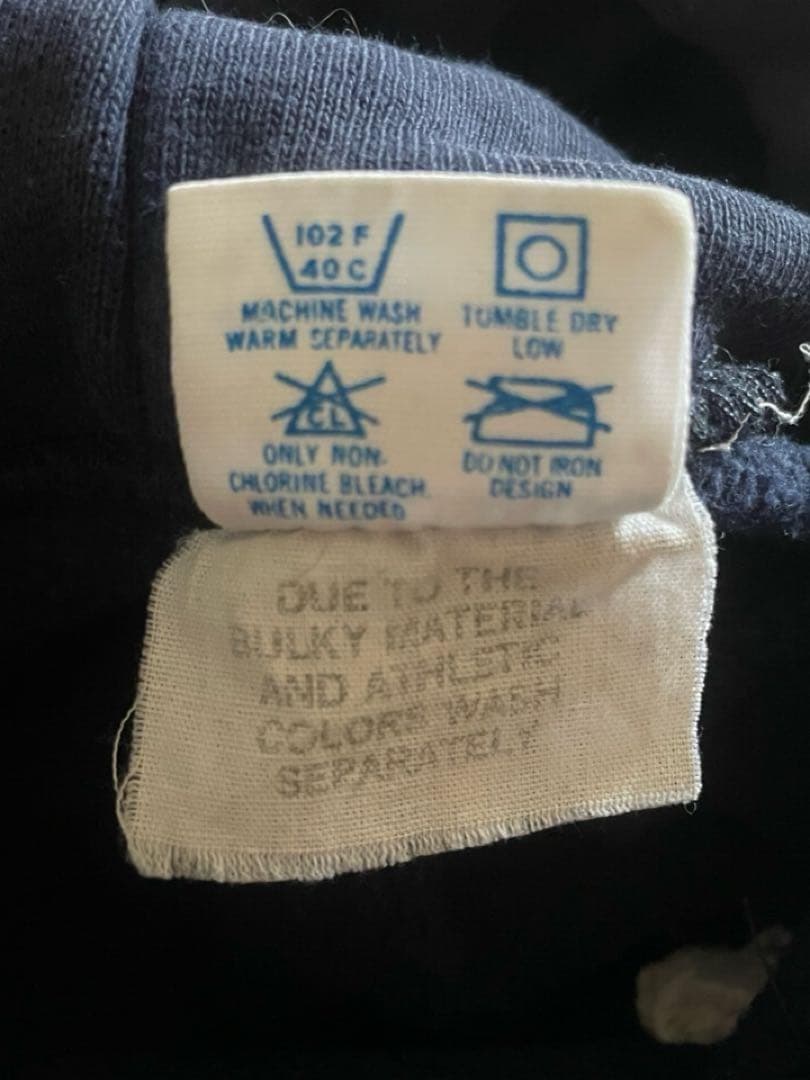 102 F
40 C
MACHINE WASH
WARM SEPARATELY
TUMBLE DRY
LOW
CL
ONLY NON-
CHLORINE BLEACH
WHEN NEEDED
DO NOT IRON
DESIGN
DUE TO THE
BULKY MATERIAL
AND ATHLETIC
COLORS WASH
SEPARATELY